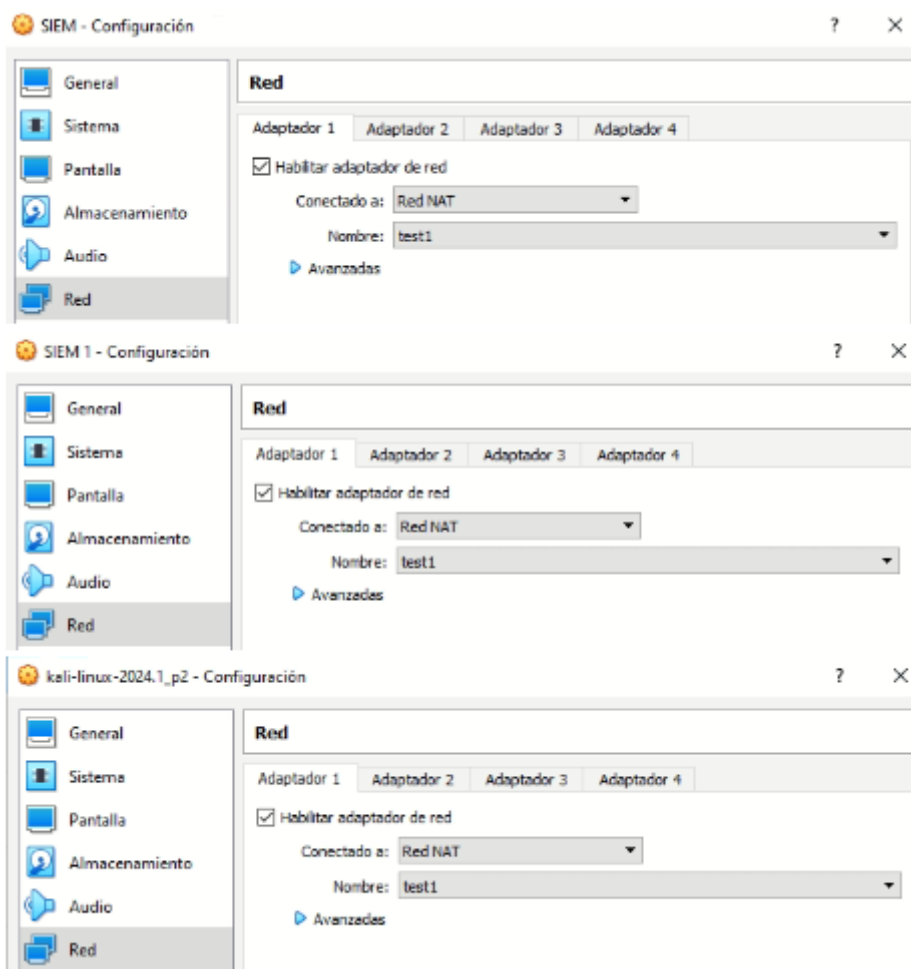 SIEM - Configuración ? ×
General
Sistema
Pantalla
Almacenamiento
Audio
Red
Red
Adaptador 1 Adaptador 2 Adaptador 3 Adaptador 4
Habilitar adaptador de red
Conectado a: Red NAT
Nombre: test1
Avanzadas
SIEM 1 - Configuración ? ×
General
Sistema
Pantalla
Almacenamiento
Audio
Red
Red
Adaptador 1 Adaptador 2 Adaptador 3 Adaptador 4
Habilitar adaptador de red
Conectado a: Red NAT
Nombre: test1
Avanzadas
kali-linux-2024.1_p2 - Configuración ? ×
General
Sistema
Pantalla
Almacenamiento
Audio
Red
Red
Adaptador 1 Adaptador 2 Adaptador 3 Adaptador 4
Habilitar adaptador de red
Conectado a: Red NAT
Nombre: test1
Avanzadas